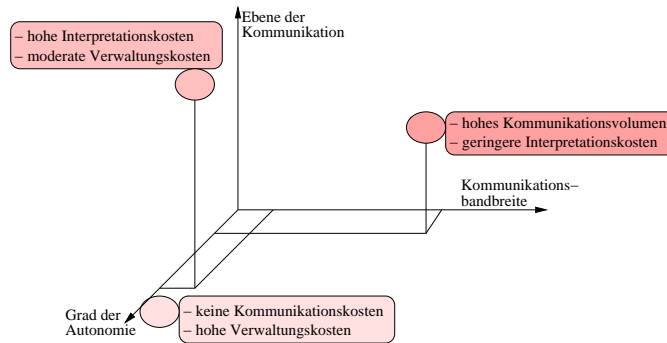 – hohe Interpretationskosten
– moderate Verwaltungskosten
Ebene der
Kommunikation
– hohes Kommunikationsvolumen
– geringere Interpretationskosten
Kommunikations–
bandbreite
Grad der
Autonomie
– keine Kommunikationskosten
– hohe Verwaltungskosten